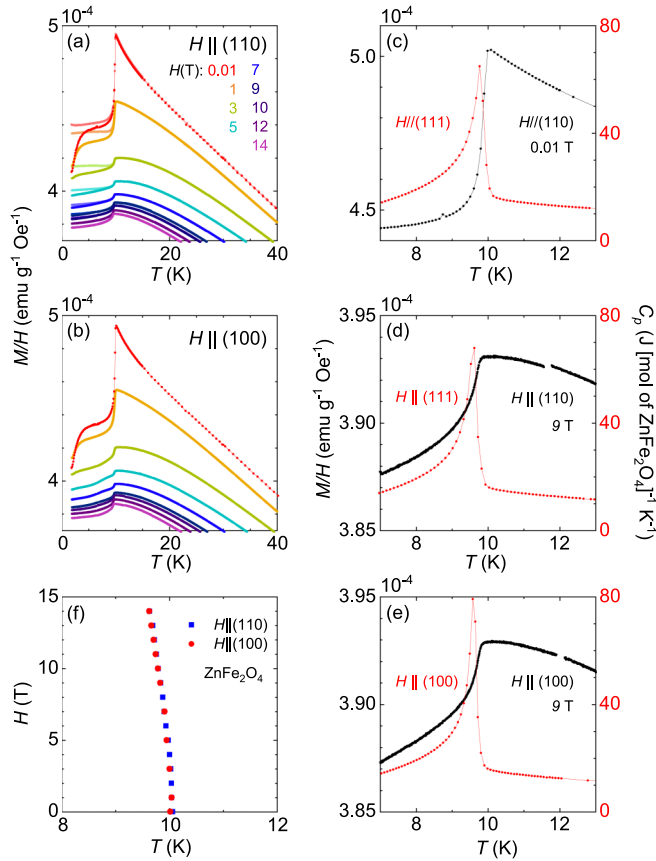 5 ×10⁻⁴
(a) H || (110)
H(T): 0.01 7
1 9
3 10
5 12
14
4
0 20 40
T (K)
5 ×10⁻⁴
(b) H || (100)
4
0 20 40
T (K)
M/H (emu g⁻¹ Oe⁻¹)
15
10
5
0
(f)
H||(110)
H||(100)
ZnFe₂O₄
H (T)
8 10 12
T (K)
×10⁻⁴
(c)
5.0
4.5
80
40
0
H//(111)
H//(110)
0.01 T
8 10 12
T (K)
3.95 ×10⁻⁴
(d)
3.90
3.85
80
40
0
H || (111)
H || (110)
9 T
8 10 12
T (K)
M/H (emu g⁻¹ Oe⁻¹)
Cₚ (J [mol of ZnFe₂O₄]⁻¹ K⁻¹)
3.95 ×10⁻⁴
(e)
3.90
3.85
80
40
0
H || (100)
H || (100)
9 T
8 10 12
T (K)